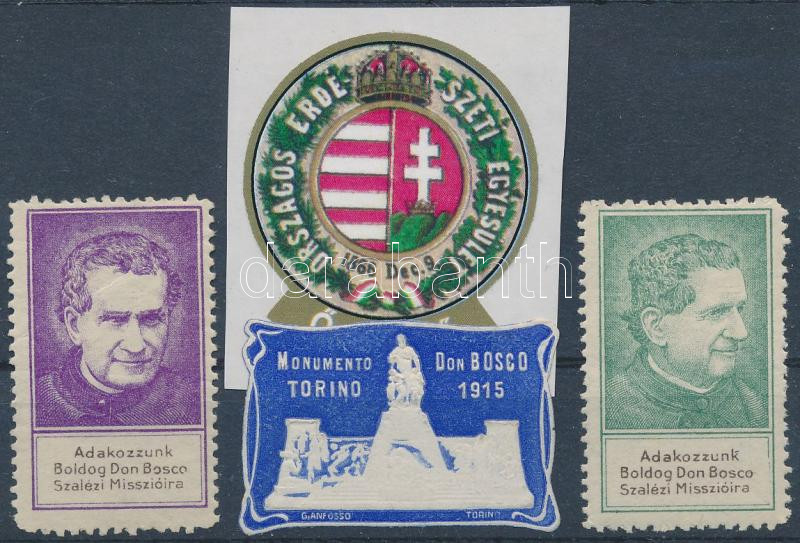 ORSZÁGOS ERDÉSZETI EGYESÜLET
1866 Dec. 9.
darabanth
MONUMENTO DON BOSCO
TORINO 1915
G. ANFOSSO TORINO
Adakozzunk
Boldog Don Bosco
Szalézi Misszióira
Adakozzunk
Boldog Don Bosco
Szalézi Misszióira